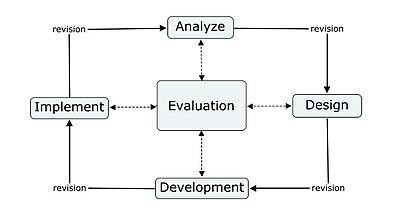 Analyze
revision
revision
Implement
Evaluation
Design
revision
Development
revision